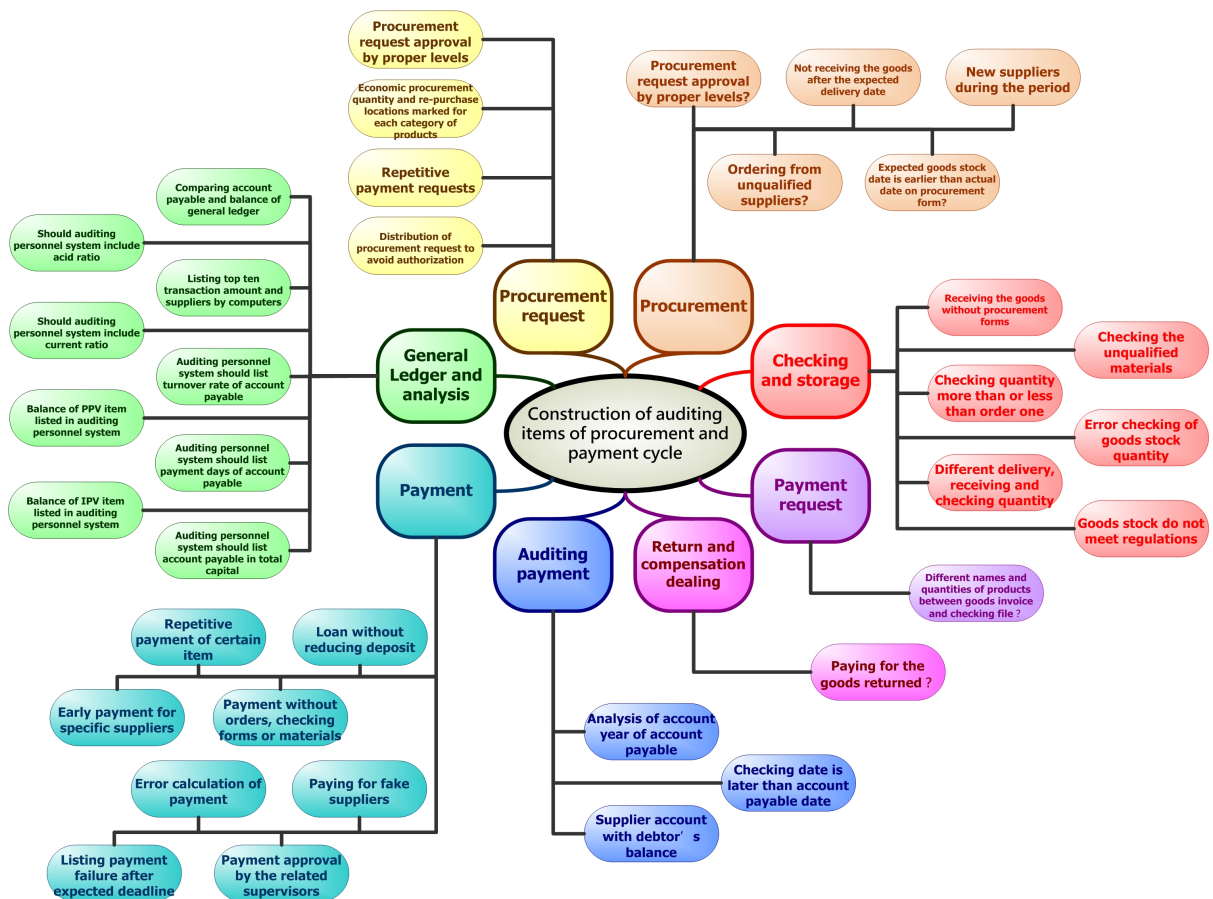 Procurement
request approval
by proper levels
Economic procurement
quantity and re-purchase
locations marked for
each category of
products
Repetitive
payment requests
Distribution of
procurement request to
avoid authorization
Procurement
request
Procurement
request approval
by proper levels?
Not receiving the goods
after the expected
delivery date
New suppliers
during the period
Ordering from
unqualified
suppliers?
Expected goods stock
date is earlier than actual
date on procurement
form?
Procurement
Comparing account
payable and balance of
general ledger
Should auditing
personnel system include
acid ratio
Listing top ten
transaction amount and
suppliers by computers
Should auditing
personnel system include
current ratio
Auditing personnel
system should list
turnover rate of account
payable
Balance of PPV item
listed in auditing
personnel system
Auditing personnel
system should list
payment days of account
payable
Balance of IPV item
listed in auditing
personnel system
Auditing personnel
system should list
account payable in total
capital
General
Ledger and
analysis
Construction of auditing
items of procurement and
payment cycle
Checking
and storage
Receiving the goods
without procurement
forms
Checking the
unqualified
materials
Checking quantity
more than or less
than order one
Error checking of
goods stock
quantity
Different delivery,
receiving and
checking quantity
Goods stock do not
meet regulations
Payment
Auditing
payment
Return and
compensation
dealing
Payment
request
Different names and
quantities of products
between goods invoice
and checking file？
Paying for the
goods returned？
Repetitive
payment of certain
item
Loan without
reducing deposit
Early payment for
specific suppliers
Payment without
orders, checking
forms or materials
Error calculation of
payment
Paying for fake
suppliers
Listing payment
failure after
expected deadline
Payment approval
by the related
supervisors
Analysis of account
year of account
payable
Checking date is
later than account
payable date
Supplier account
with debtor’s
balance